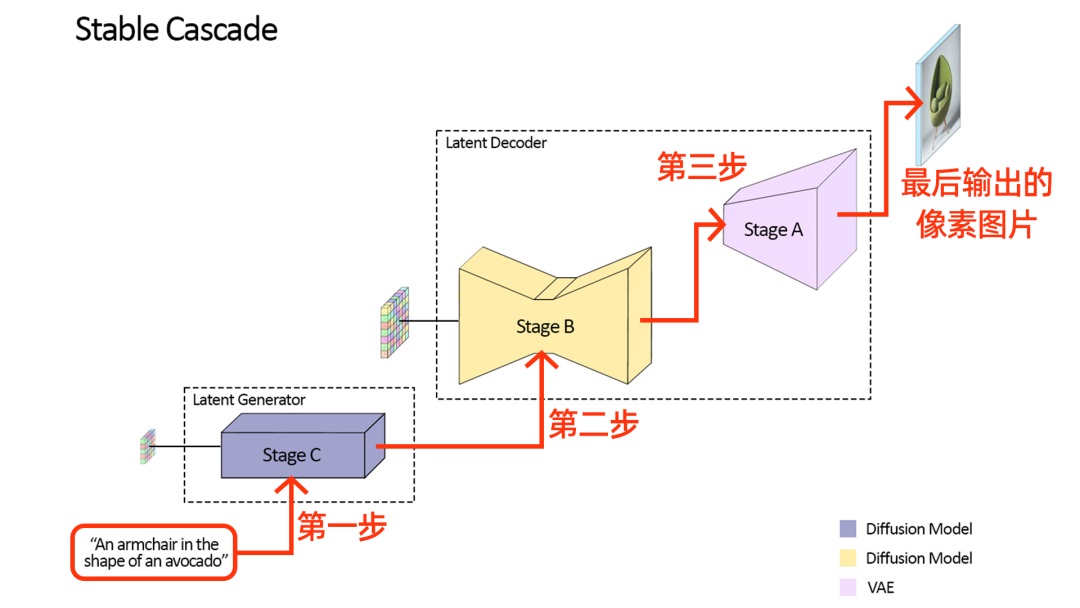 Stable Cascade
Latent Decoder
第三步
Stage A
最后输出的
像素图片
Stage B
第二步
Latent Generator
Stage C
第一步
“An armchair in the
shape of an avocado”
Diffusion Model
Diffusion Model
VAE